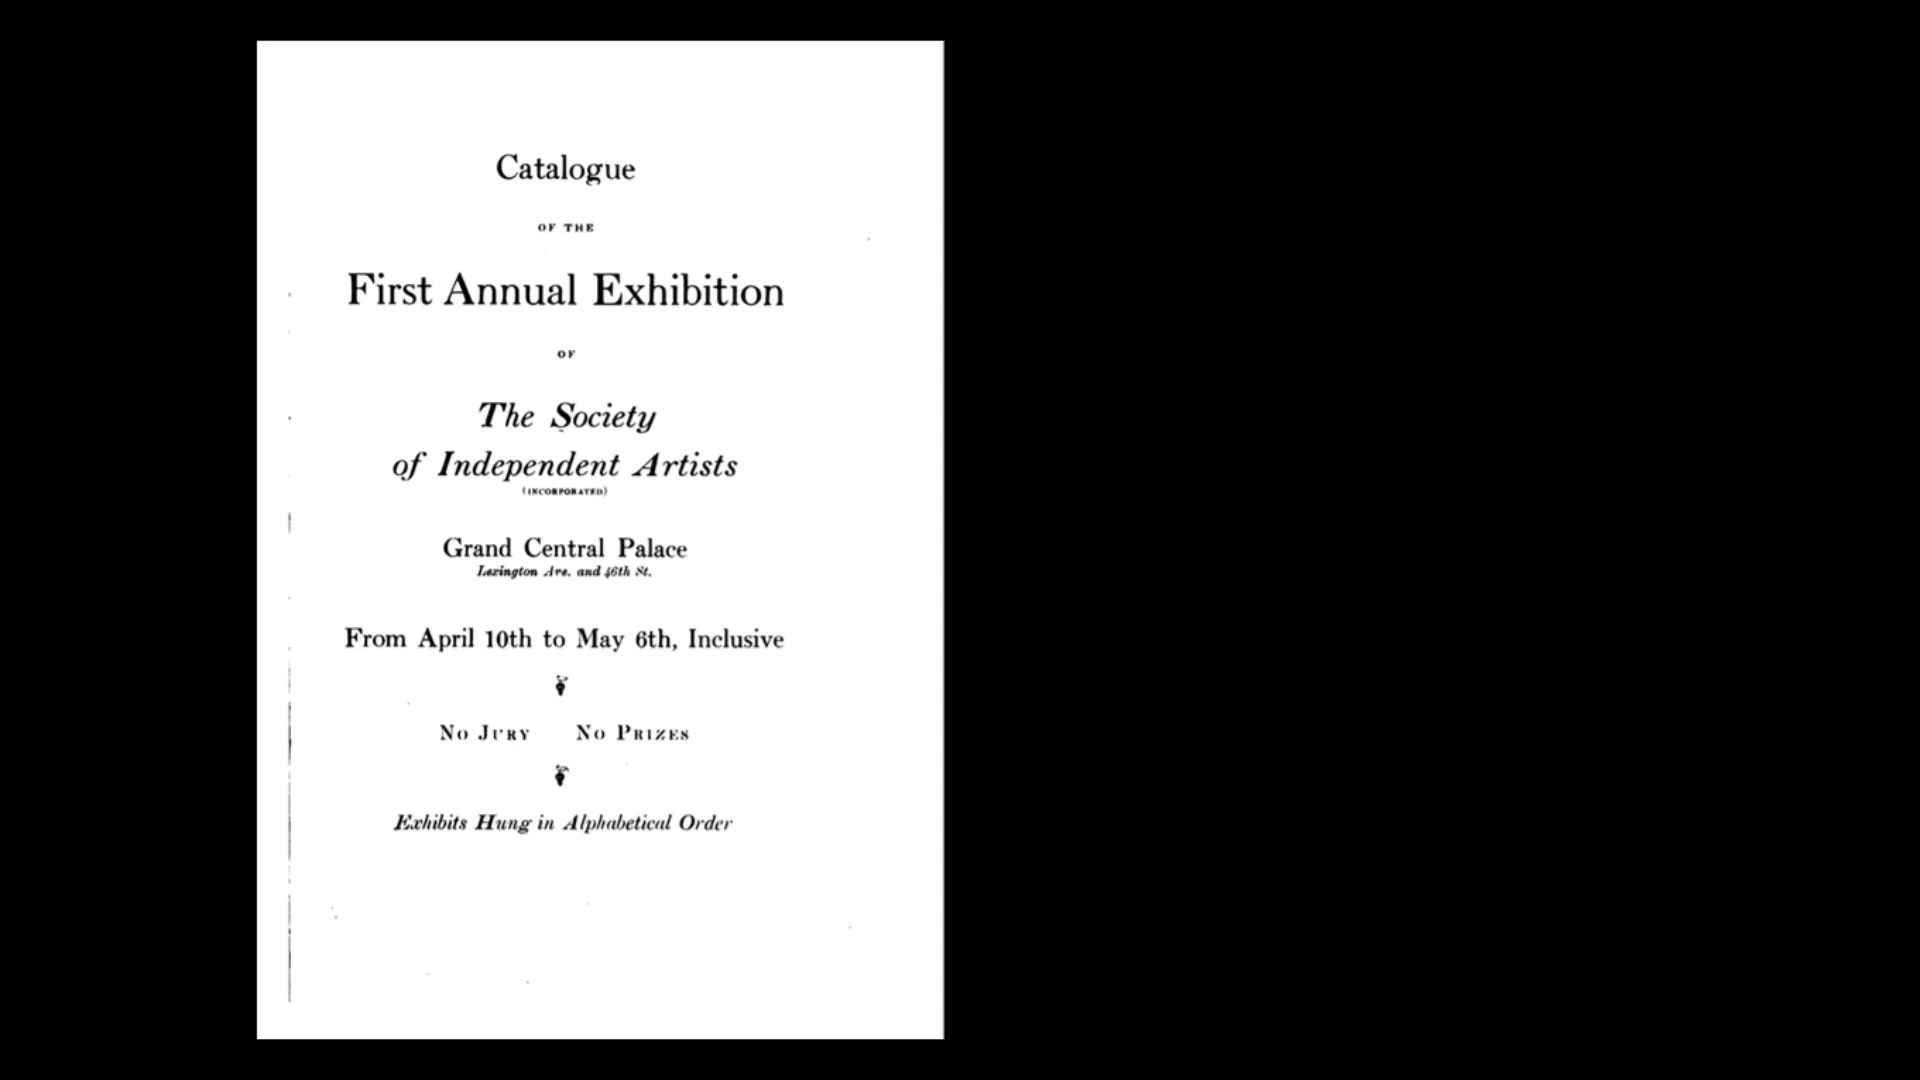 Catalogue
OF THE
First Annual Exhibition
OF
The Society
of Independent Artists
(INCORPORATED)
Grand Central Palace
Lexington Ave. and 46th St.
From April 10th to May 6th, Inclusive
No Jury No Prizes
Exhibits Hung in Alphabetical Order